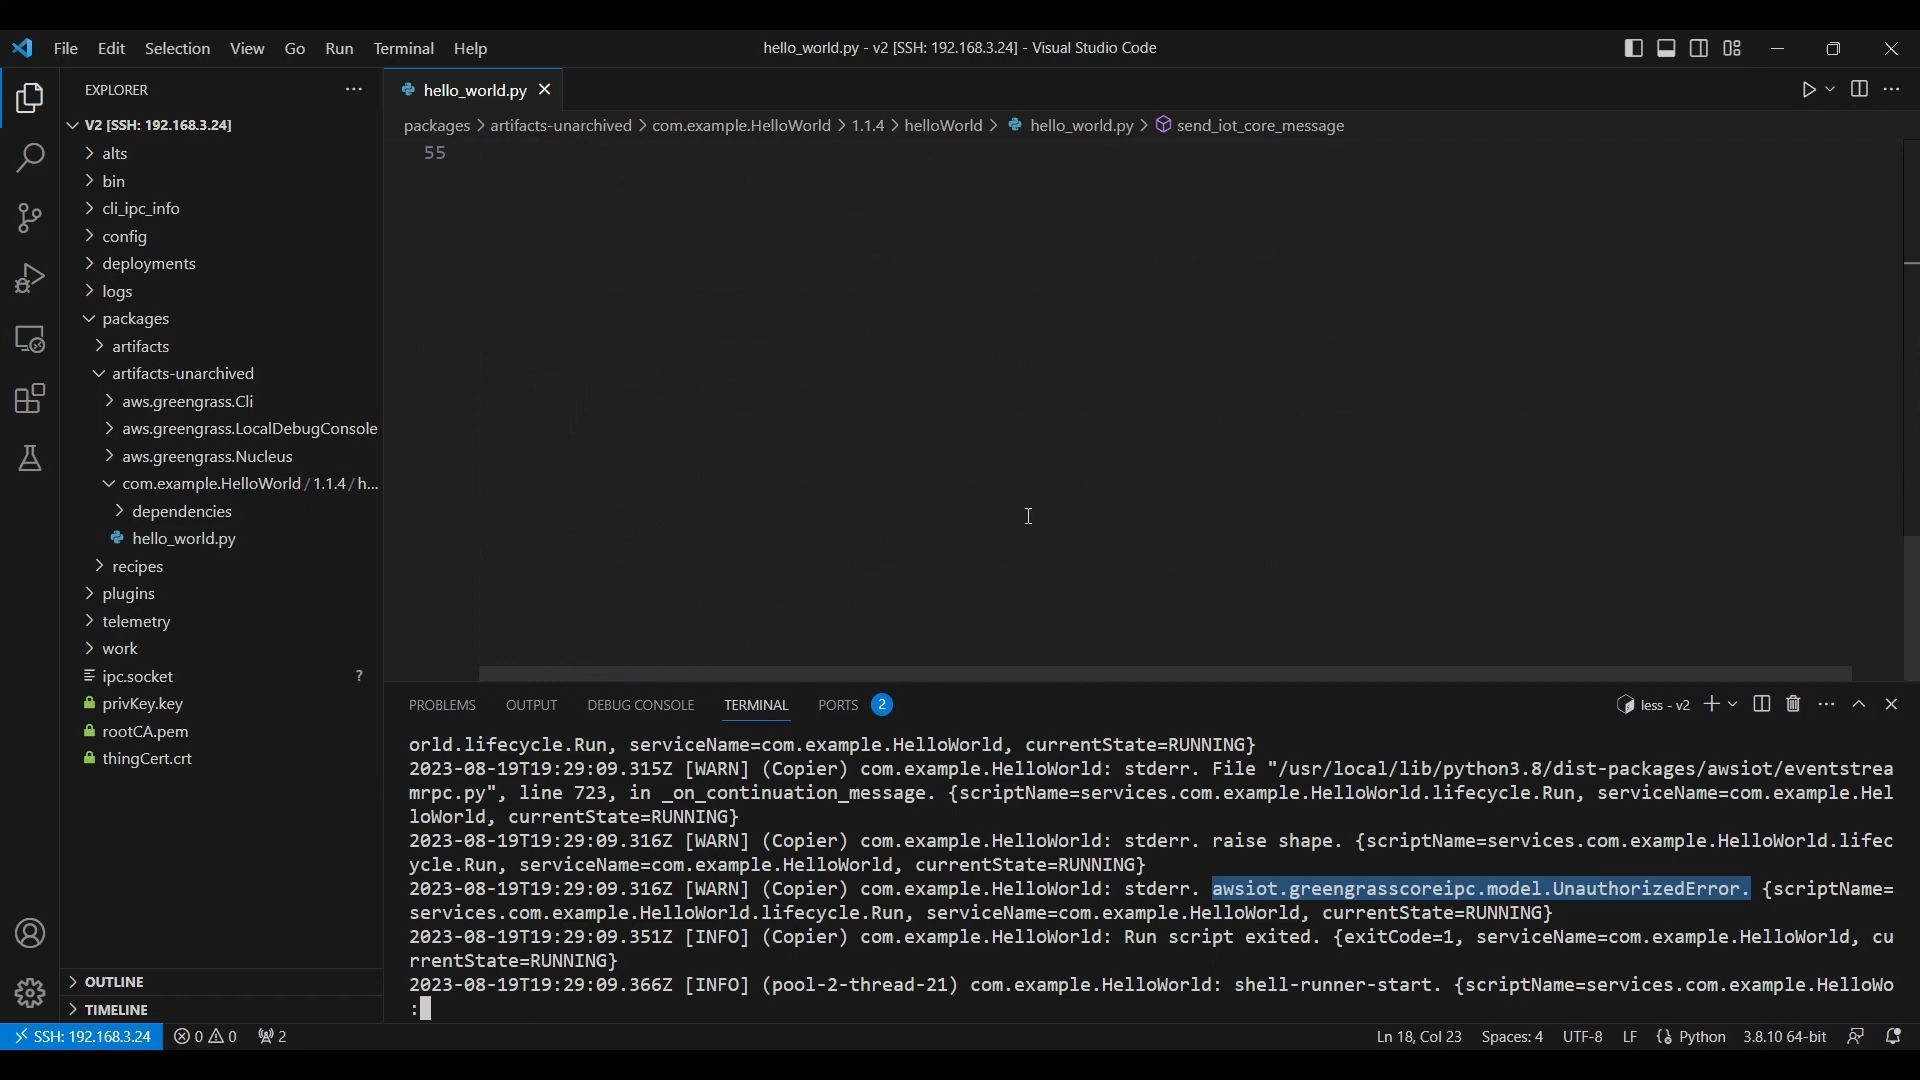 File Edit Selection View Go Run Terminal Help
hello_world.py - v2 [SSH: 192.168.3.24] - Visual Studio Code
EXPLORER
V2 [SSH: 192.168.3.24]
alts
bin
cli_ipc_info
config
deployments
logs
packages
artifacts
artifacts-unarchived
aws.greengrass.Cli
aws.greengrass.LocalDebugConsole
aws.greengrass.Nucleus
com.example.HelloWorld / 1.1.4 / h...
dependencies
hello_world.py
recipes
plugins
telemetry
work
ipc.socket ?
privKey.key
rootCA.pem
thingCert.crt
OUTLINE
TIMELINE
hello_world.py
packages > artifacts-unarchived > com.example.HelloWorld > 1.1.4 > helloWorld > hello_world.py > send_iot_core_message
55
PROBLEMS OUTPUT DEBUG CONSOLE TERMINAL PORTS 2
less - v2
orld.lifecycle.Run, serviceName=com.example.HelloWorld, currentState=RUNNING}
2023-08-19T19:29:09.315Z [WARN] (Copier) com.example.HelloWorld: stderr. File "/usr/local/lib/python3.8/dist-packages/awsiot/eventstrea
mrpc.py", line 723, in _on_continuation_message. {scriptName=services.com.example.HelloWorld.lifecycle.Run, serviceName=com.example.Hel
loWorld, currentState=RUNNING}
2023-08-19T19:29:09.316Z [WARN] (Copier) com.example.HelloWorld: stderr. raise shape. {scriptName=services.com.example.HelloWorld.lifec
ycle.Run, serviceName=com.example.HelloWorld, currentState=RUNNING}
2023-08-19T19:29:09.316Z [WARN] (Copier) com.example.HelloWorld: stderr. awsiot.greengrasscoreipc.model.UnauthorizedError. {scriptName=
services.com.example.HelloWorld.lifecycle.Run, serviceName=com.example.HelloWorld, currentState=RUNNING}
2023-08-19T19:29:09.351Z [INFO] (Copier) com.example.HelloWorld: Run script exited. {exitCode=1, serviceName=com.example.HelloWorld, cu
rrentState=RUNNING}
2023-08-19T19:29:09.366Z [INFO] (pool-2-thread-21) com.example.HelloWorld: shell-runner-start. {scriptName=services.com.example.HelloWo
:
SSH: 192.168.3.24 0 0 2
Ln 18, Col 23 Spaces: 4 UTF-8 LF Python 3.8.10 64-bit